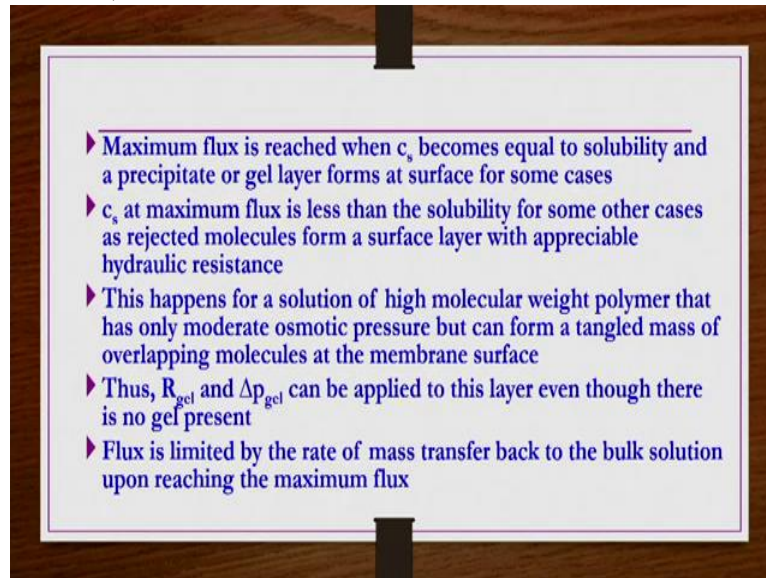 Maximum flux is reached when cs becomes equal to solubility and
a precipitate or gel layer forms at surface for some cases
cs at maximum flux is less than the solubility for some other cases
as rejected molecules form a surface layer with appreciable
hydraulic resistance
This happens for a solution of high molecular weight polymer that
has only moderate osmotic pressure but can form a tangled mass of
overlapping molecules at the membrane surface
Thus, Rgel and Δpgel can be applied to this layer even though there
is no gel present
Flux is limited by the rate of mass transfer back to the bulk solution
upon reaching the maximum flux